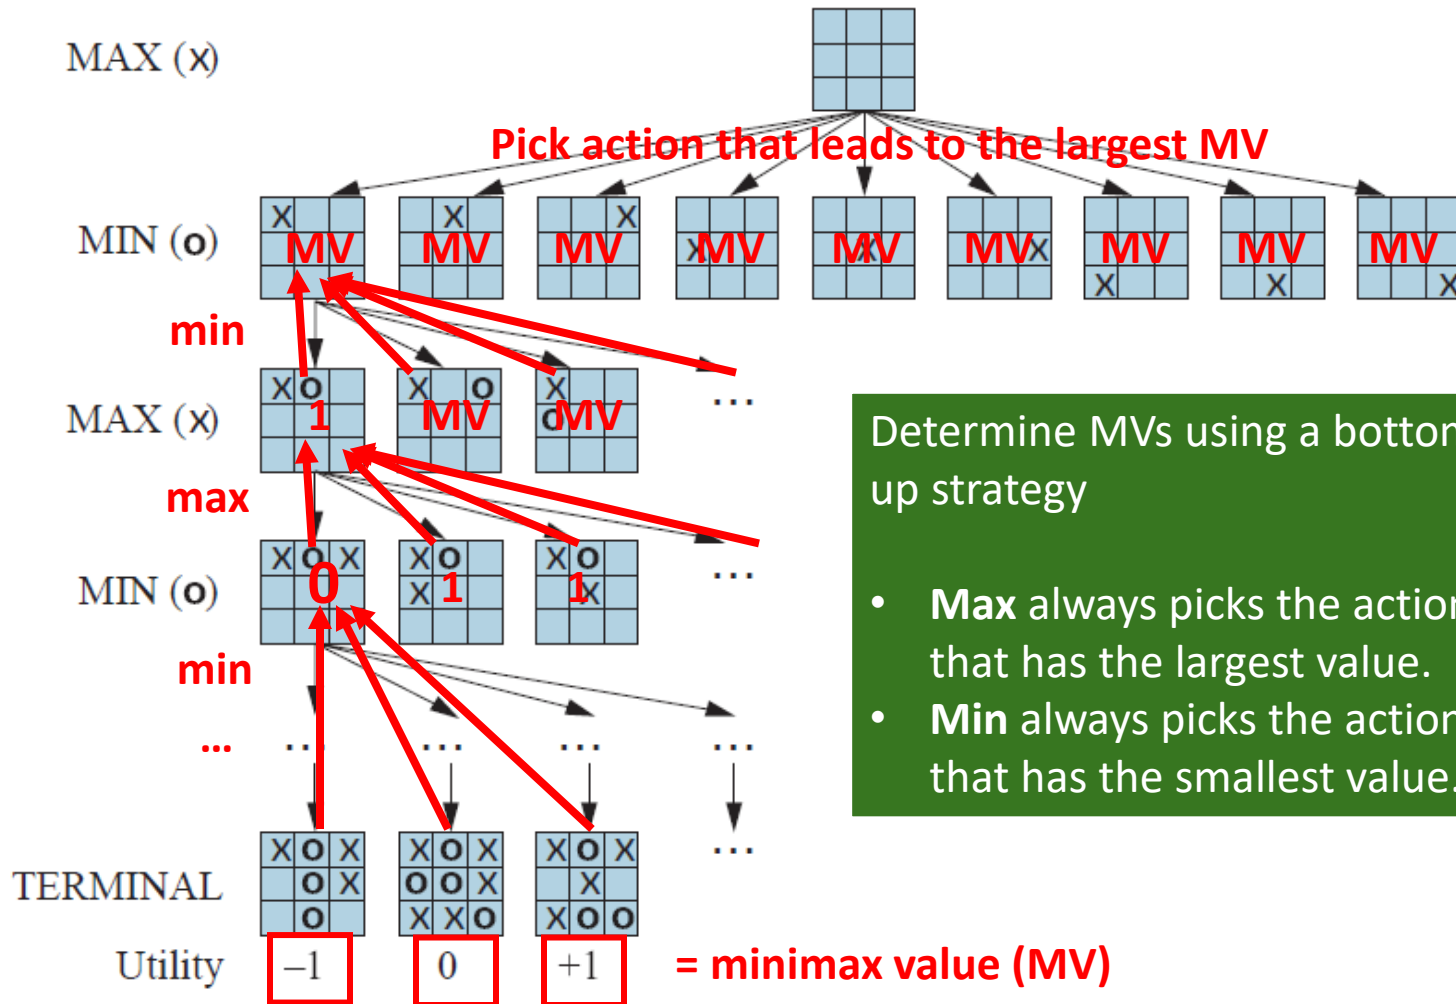 MAX (x)
Pick action that leads to the largest MV
X X X X X X X X X
MIN (o) MV MV MV MV MV MV MV MV MV
min
X O X O X O ...
MAX (x) 1 MV MV
max
X O X X O X X O X ...
MIN (o) 0 1 1
min
... ... ... ... ...
X O X X O X X O X ...
TERMINAL O X O O X X
O X X O X O O
Utility –1 0 +1 = minimax value (MV)
Determine MVs using a bottom
up strategy
• Max always picks the action
that has the largest value.
• Min always picks the action
that has the smallest value.